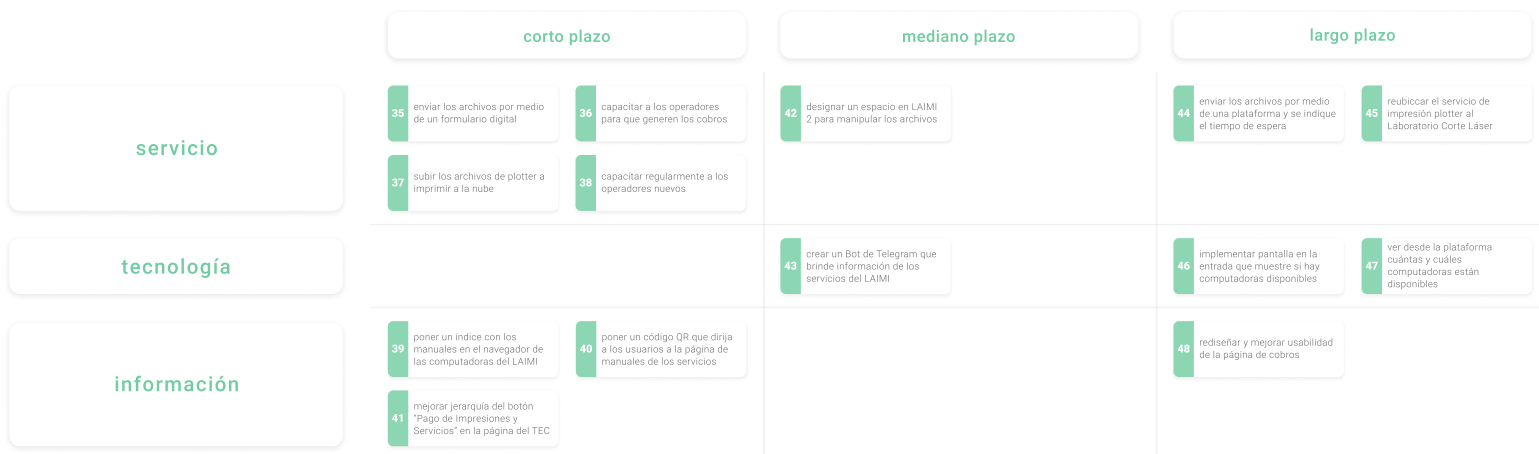 corto plazo
mediano plazo
largo plazo
servicio
35
enviar los archivos por medio
de un formulario digital
36
capacitar a los operadores
para que generen los cobros
37
subir los archivos de plotter a
imprimir a la nube
38
capacitar regularmente a los
operadores nuevos
42
designar un espacio en LAIMI
2 para manipular los archivos
44
enviar los archivos por medio
de una plataforma y se indique
el tiempo de espera
45
reubiccar el servicio de
impresión plotter al
Laboratorio Corte Láser
tecnología
43
crear un Bot de Telegram que
brinde información de los
servicios del LAIMI
46
implementar pantalla en la
entrada que muestre si hay
computadoras disponibles
47
ver desde la plataforma
cuántas y cuáles
computadoras están
disponibles
información
39
poner un índice con los
manuales en el navegador de
las computadoras del LAIMI
40
poner un código QR que dirija
a los usuarios a la página de
manuales de los servicios
41
mejorar jerarquía del botón
"Pago de Impresiones y
Servicios" en la página del TEC
48
rediseñar y mejorar usabilidad
de la página de cobros